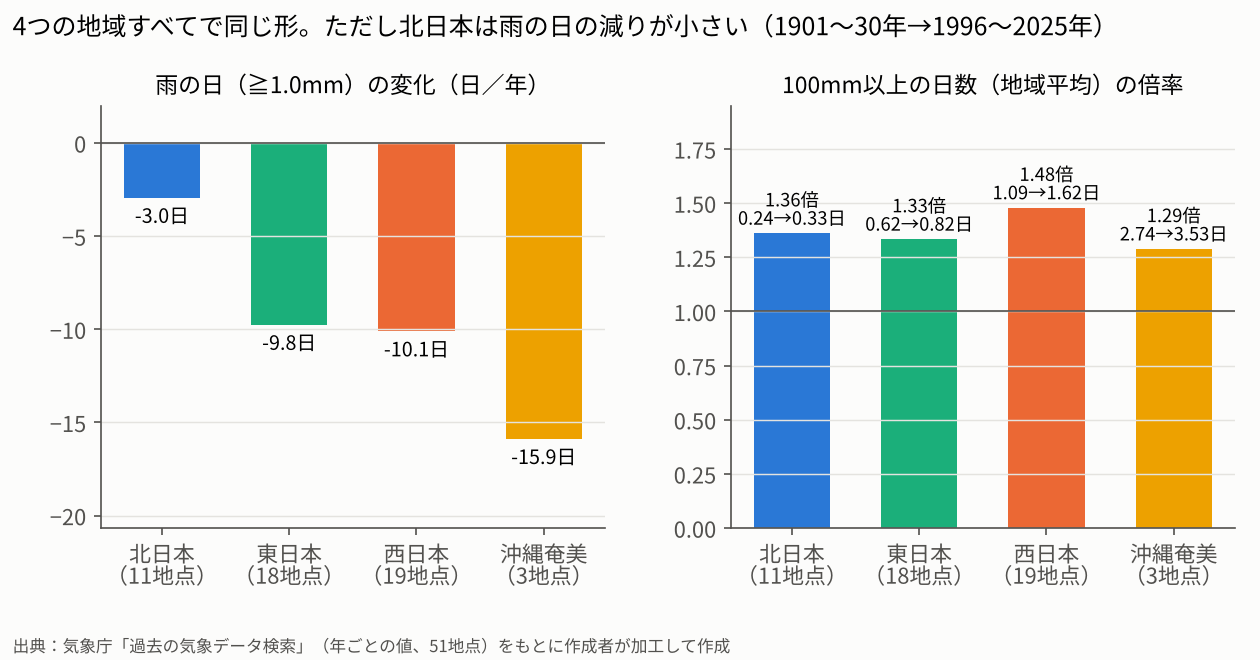 4つの地域すべてで同じ形。ただし北日本は雨の日の減りが小さい（1901～30年→1996～2025年）
雨の日（≧1.0mm）の変化（日／年）
0
−5
−10
−15
−20
-3.0日
-9.8日
-10.1日
-15.9日
北日本
（11地点）
東日本
（18地点）
西日本
（19地点）
沖縄奄美
（3地点）
100mm以上の日数（地域平均）の倍率
1.75
1.50
1.25
1.00
0.75
0.50
0.25
0.00
1.36倍
0.24→0.33日
1.33倍
0.62→0.82日
1.48倍
1.09→1.62日
1.29倍
2.74→3.53日
北日本
（11地点）
東日本
（18地点）
西日本
（19地点）
沖縄奄美
（3地点）
出典：気象庁「過去の気象データ検索」（年ごとの値、51地点）をもとに作成者が加工して作成